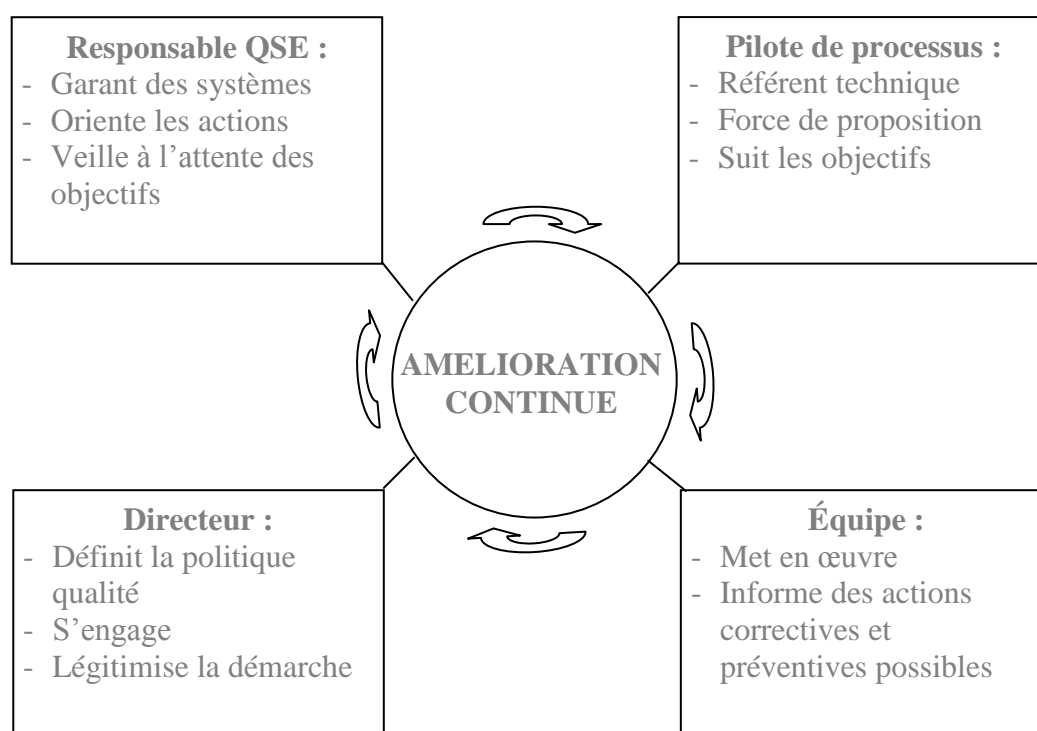 Responsable QSE :
- Garant des systèmes
- Oriente les actions
- Veille à l’attente des
objectifs
Pilote de processus :
- Référent technique
- Force de proposition
- Suit les objectifs
AMELIORATION
CONTINUE
Directeur :
- Définit la politique
qualité
- S’engage
- Légitimise la démarche
Équipe :
- Met en œuvre
- Informe des actions
correctives et
préventives possibles